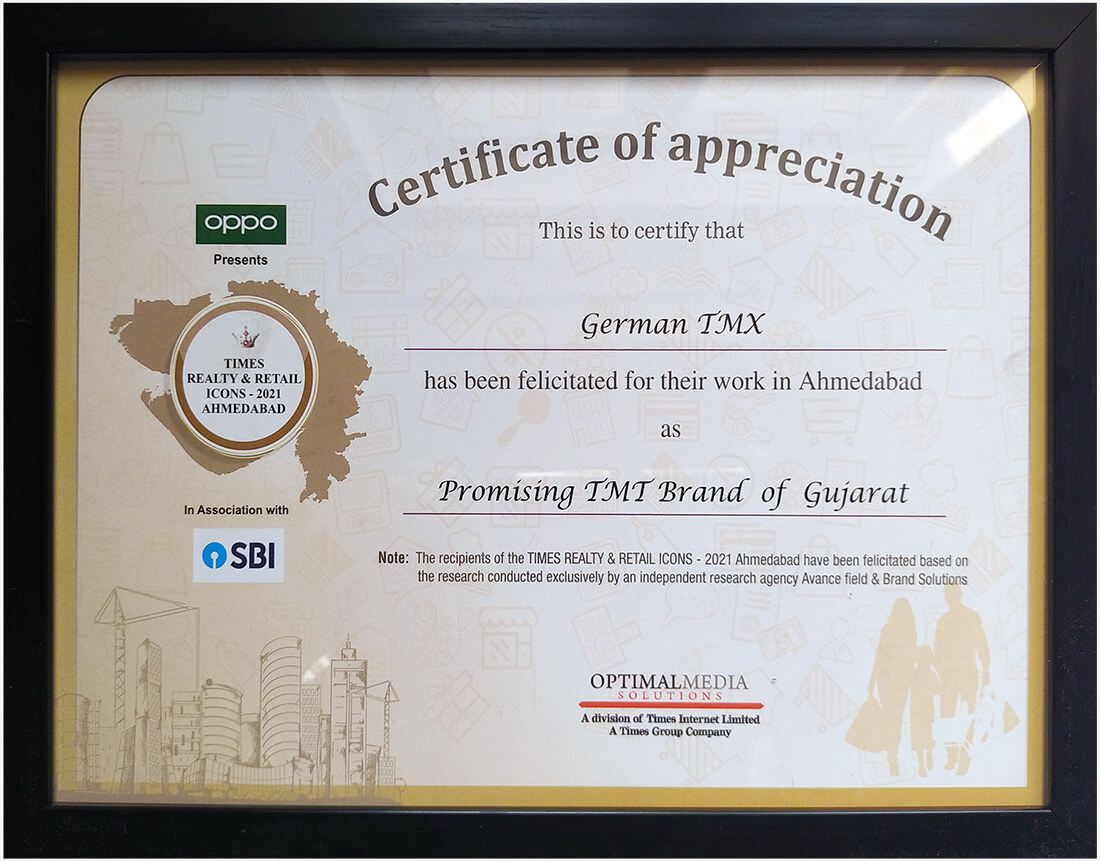 Certificate of appreciation
This is to certify that
German TMX
has been felicitated for their work in Ahmedabad
as
Promising TMT Brand of Gujarat
Note: The recipients of the TIMES REALTY & RETAIL ICONS - 2021 Ahmedabad have been felicitated based on
the research conducted exclusively by an independent research agency Avance field & Brand Solutions
oppo
Presents
TIMES
REALTY & RETAIL
ICONS - 2021
AHMEDABAD
In Association with
SBI
OPTIMALMEDIA
SOLUTIONS
A division of Times Internet Limited
A Times Group Company